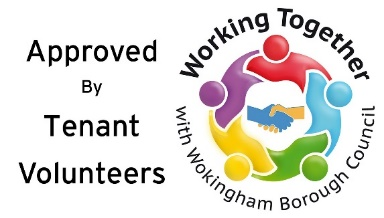 Approved
By
Tenant
Volunteers
Working Together
with Wokingham Borough Council